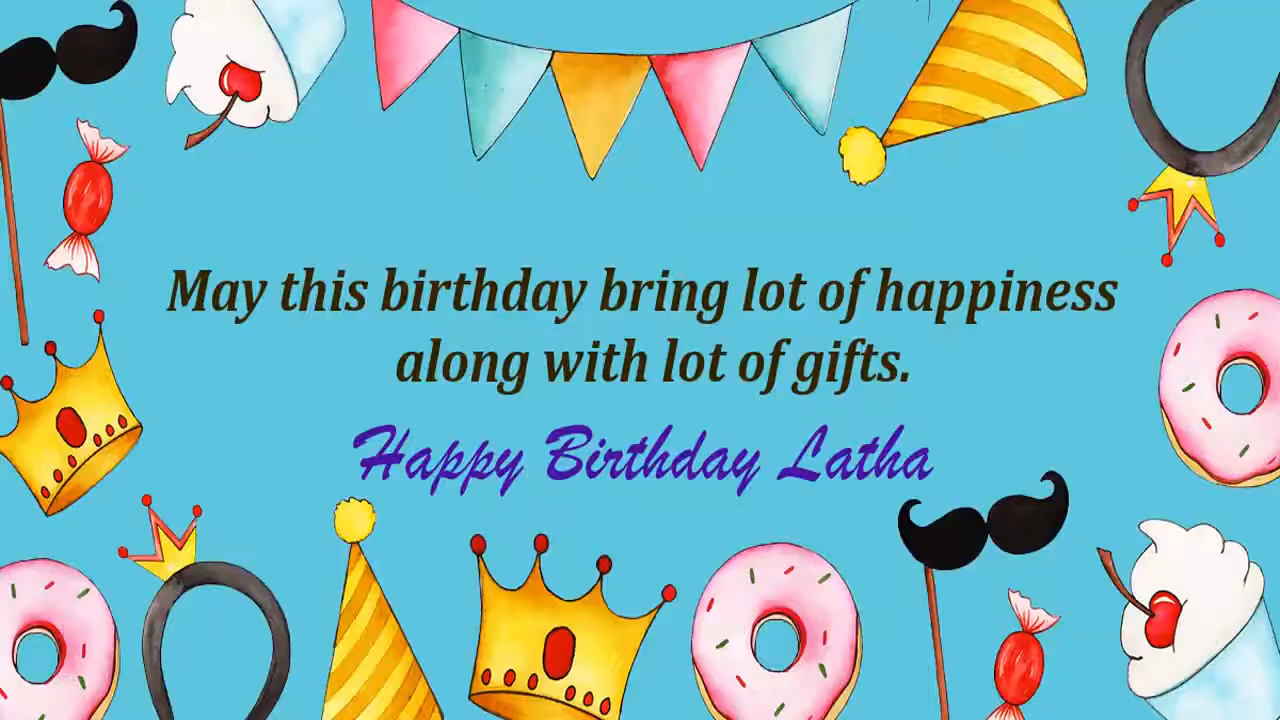 May this birthday bring lot of happiness
along with lot of gifts.
Happy Birthday Latha